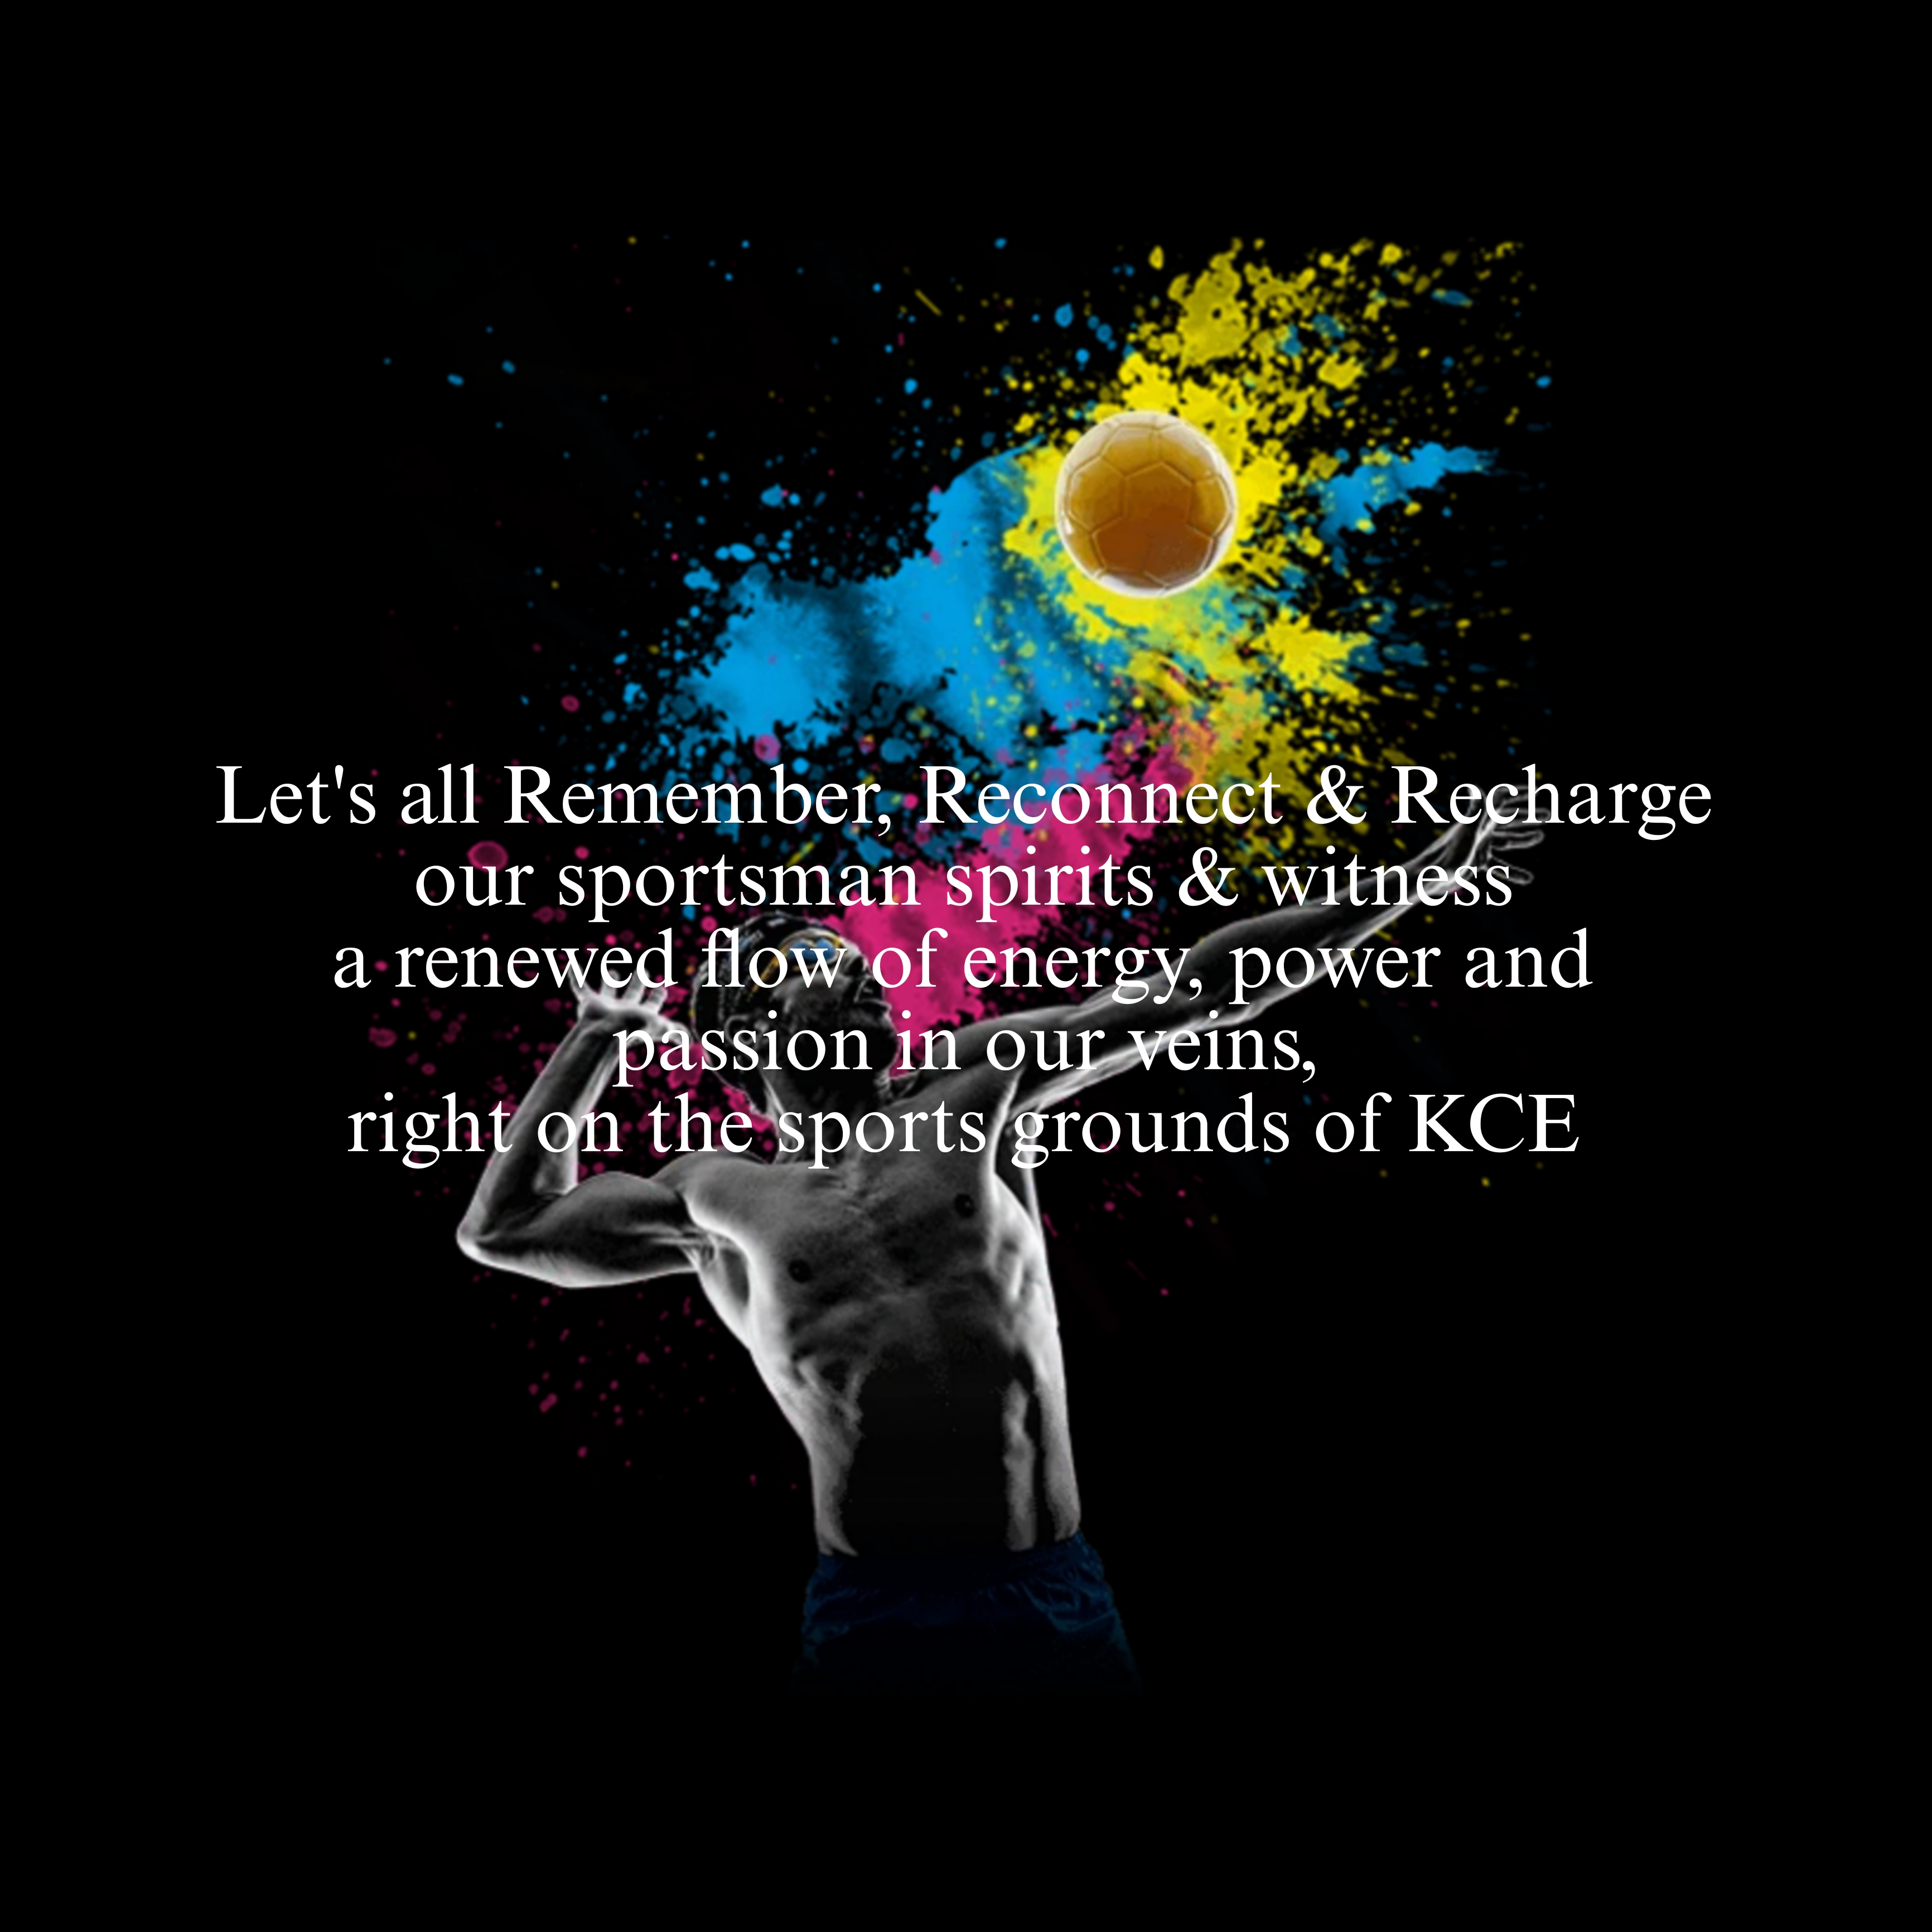 Let's all Remember, Reconnect & Recharge
our sportsman spirits & witness
a renewed flow of energy, power and
passion in our veins,
right on the sports grounds of KCE